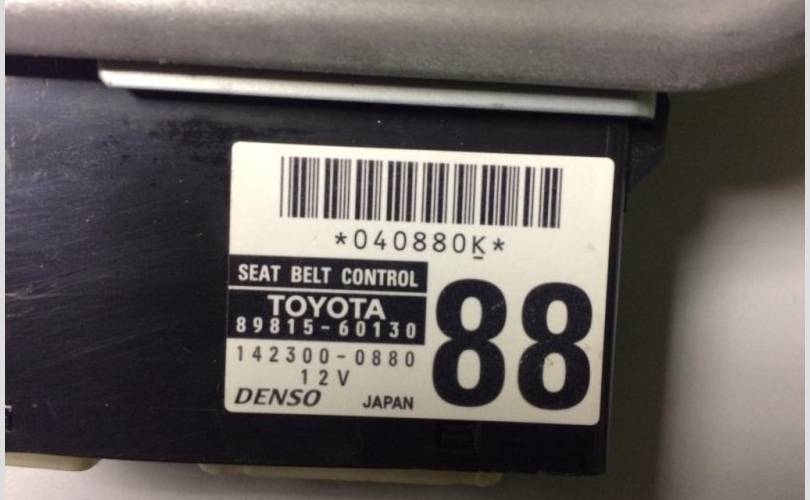 *040880K*
SEAT BELT CONTROL
TOYOTA
89815-60130
142300-0880
12V
DENSO JAPAN
88